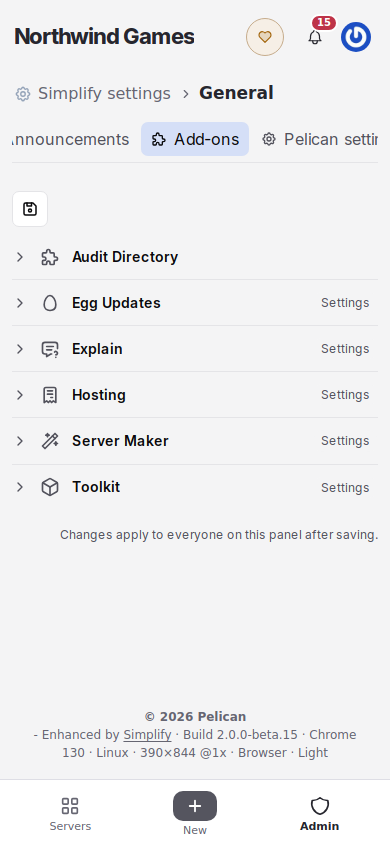 Northwind Games
15
Simplify settings > General
Announcements
Add-ons
Pelican settin
Audit Directory
Egg Updates Settings
Explain Settings
Hosting Settings
Server Maker Settings
Toolkit Settings
Changes apply to everyone on this panel after saving.
© 2026 Pelican
- Enhanced by Simplify · Build 2.0.0-beta.15 · Chrome
130 · Linux · 390×844 @1x · Browser · Light
Servers
New
Admin